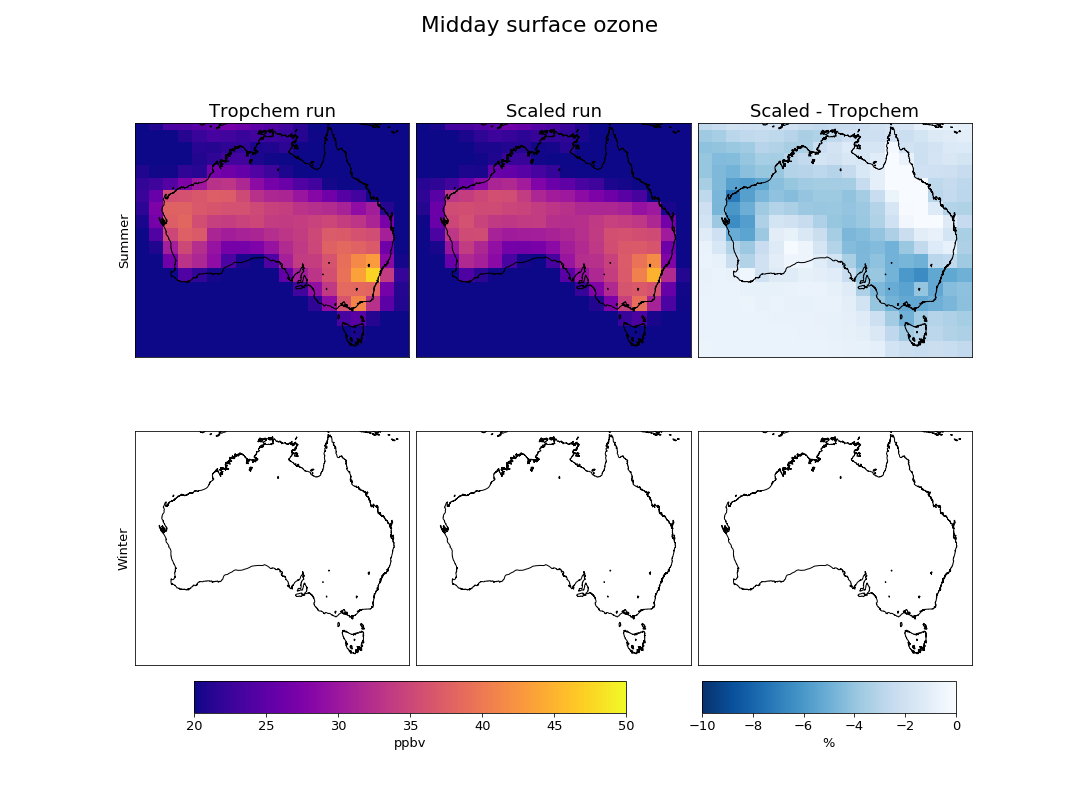 Midday surface ozone
Tropchem run
Scaled run
Scaled - Tropchem
Summer
Winter
20 25 30 35 40 45 50
ppbv
−10 −8 −6 −4 −2 0
%